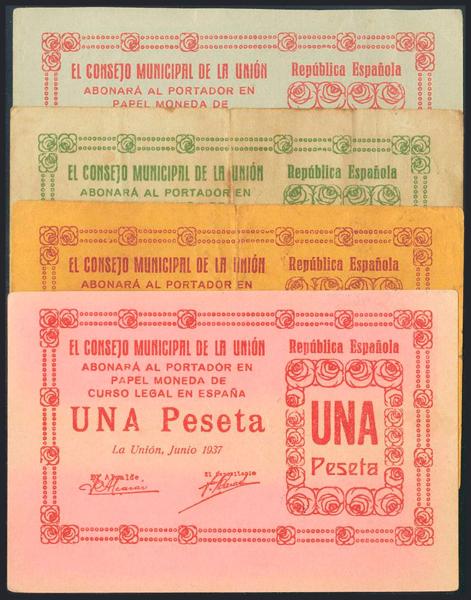 EL CONSEJO MUNICIPAL DE LA UNIÓN
República Española
ABONARÁ AL PORTADOR EN
PAPEL MONEDA DE
EL CONSEJO MUNICIPAL DE LA UNIÓN
República Española
ABONARÁ AL PORTADOR EN
EL CONSEJO MUNICIPAL DE LA UNIÓN
República Española
ABONARÁ AL PORTADOR EN
EL CONSEJO MUNICIPAL DE LA UNIÓN
República Española
ABONARÁ AL PORTADOR EN
PAPEL MONEDA DE
CURSO LEGAL EN ESPAÑA
UNA Peseta
UNA
Peseta
La Unión, Junio 1937
El Alcalde
El Depositario